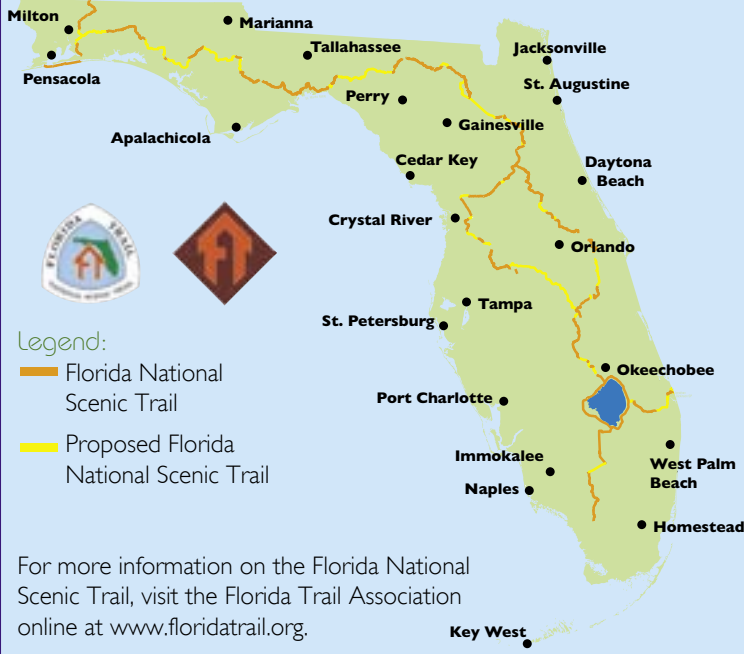 Milton
Marianna
Tallahassee
Jacksonville
Pensacola
St. Augustine
Perry
Gainesville
Apalachicola
Cedar Key
Daytona
Beach
Crystal River
FLORIDA TRAIL
Orlando
Tampa
St. Petersburg
Legend:
Florida National
Scenic Trail
Okeechobee
Port Charlotte
Proposed Florida
National Scenic Trail
Immokalee
West Palm
Beach
Naples
Homestead
For more information on the Florida National
Scenic Trail, visit the Florida Trail Association
online at www.floridatrail.org.
Key West